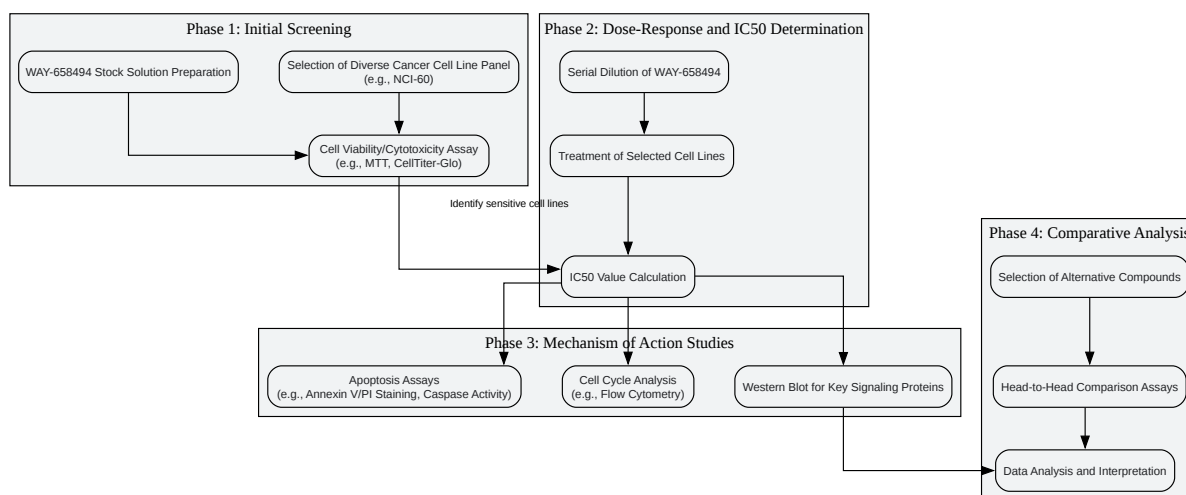 Phase 1: Initial Screening
WAY-658494 Stock Solution Preparation
Selection of Diverse Cancer Cell Line Panel
(e.g., NCI-60)
Cell Viability/Cytotoxicity Assay
(e.g., MTT, CellTiter-Glo)
Identify sensitive cell lines
Phase 2: Dose-Response and IC50 Determination
Serial Dilution of WAY-658494
Treatment of Selected Cell Lines
IC50 Value Calculation
Phase 3: Mechanism of Action Studies
Apoptosis Assays
(e.g., Annexin V/PI Staining, Caspase Activity)
Cell Cycle Analysis
(e.g., Flow Cytometry)
Western Blot for Key Signaling Proteins
Phase 4: Comparative Analysis
Selection of Alternative Compounds
Head-to-Head Comparison Assays
Data Analysis and Interpretation